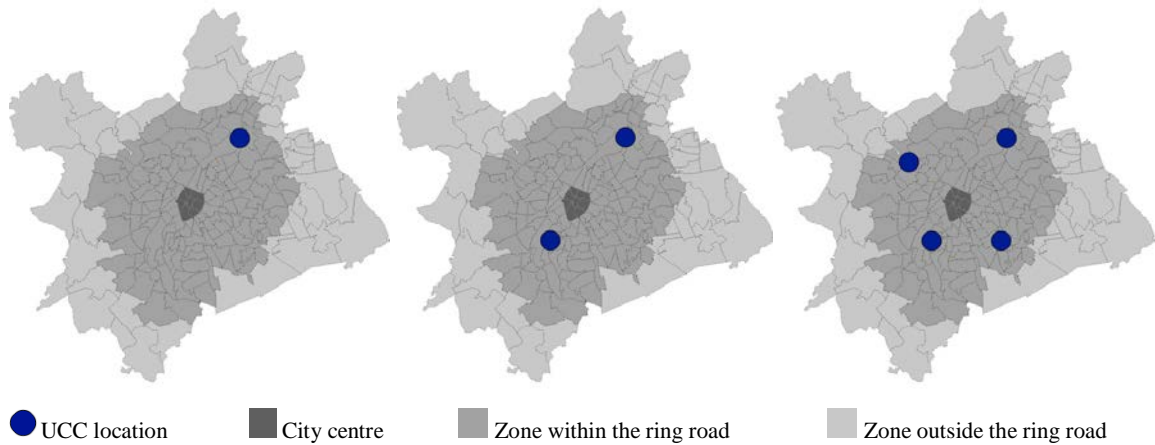 UCC location City centre Zone within the ring road Zone outside the ring road